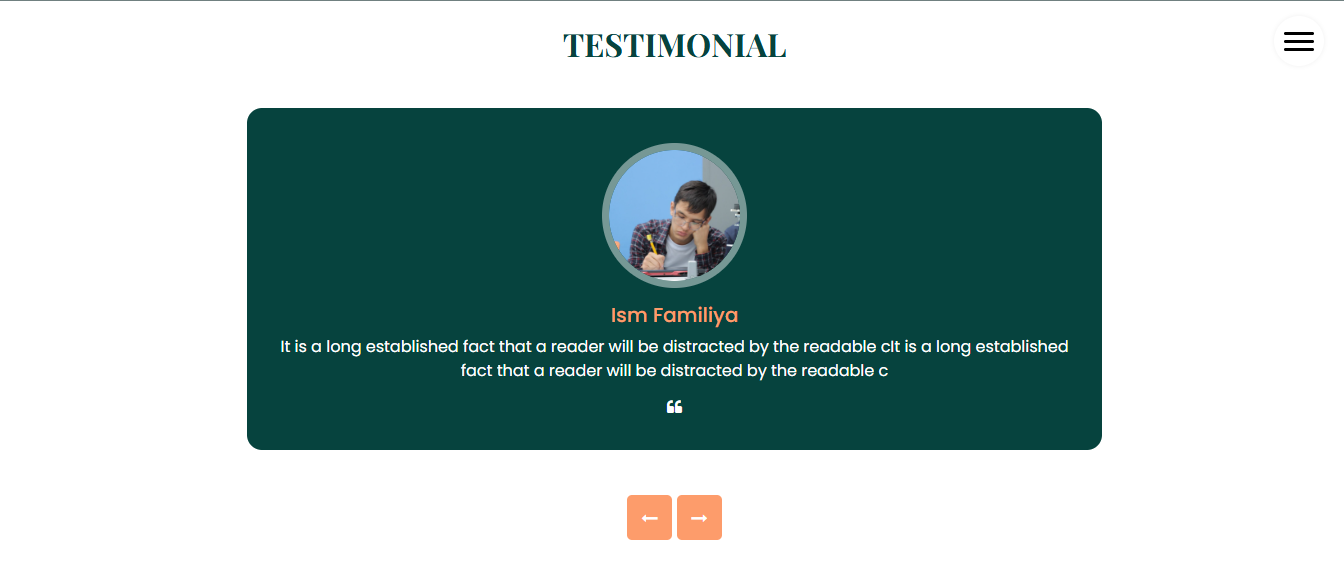 TESTIMONIAL
Ism Familiya
It is a long established fact that a reader will be distracted by the readable cIt is a long established
fact that a reader will be distracted by the readable c
“